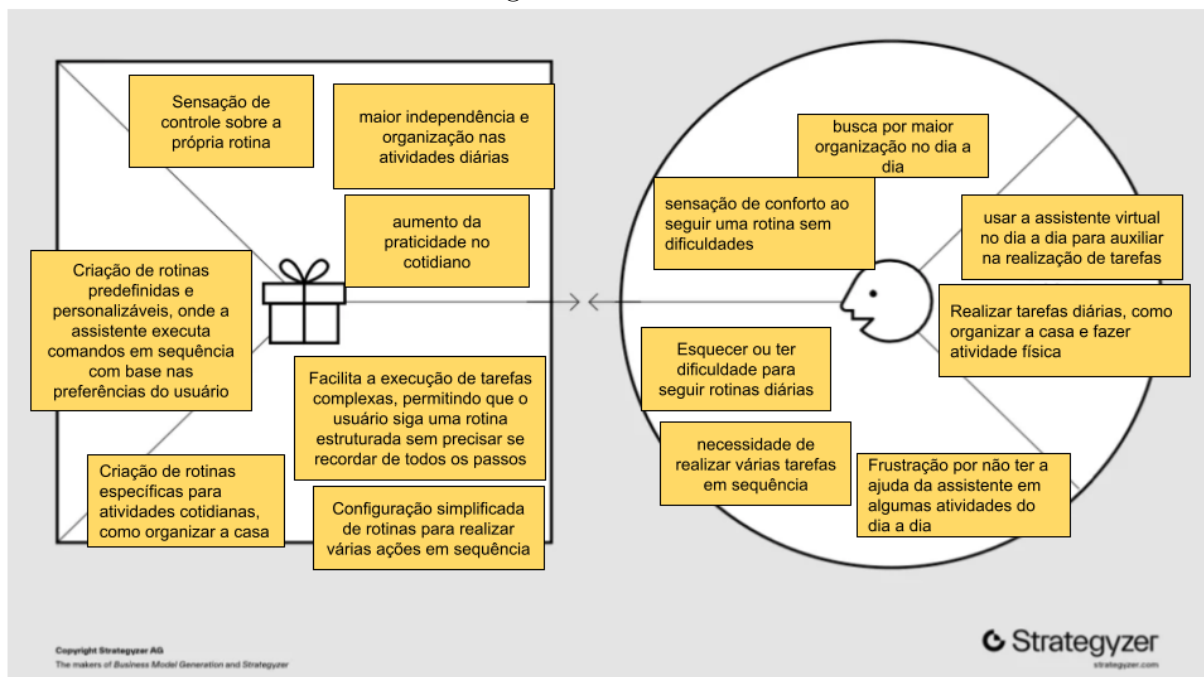 Sensação de
controle sobre a
própria rotina
maior independência e
organização nas
atividades diárias
aumento da
praticidade no
cotidiano
Criação de rotinas
predefinidas e
personalizáveis, onde a
assistente executa
comandos em sequência
com base nas
preferências do usuário
Facilita a execução de tarefas
complexas, permitindo que o
usuário siga uma rotina
estruturada sem precisar se
recordar de todos os passos
Criação de rotinas
específicas para
atividades cotidianas,
como organizar a casa
Configuração simplificada
de rotinas para realizar
várias ações em sequência
busca por maior
organização no dia a
dia
sensação de conforto ao
seguir uma rotina sem
dificuldades
usar a assistente virtual
no dia a dia para auxiliar
na realização de tarefas
Realizar tarefas diárias, como
organizar a casa e fazer
atividade física
Esquecer ou ter
dificuldade para
seguir rotinas diárias
necessidade de
realizar várias tarefas
em sequência
Frustração por não ter a
ajuda da assistente em
algumas atividades do
dia a dia
Copyright Strategyzer AG
The makers of Business Model Generation and Strategyzer
Strategyzer
strategyzer.com